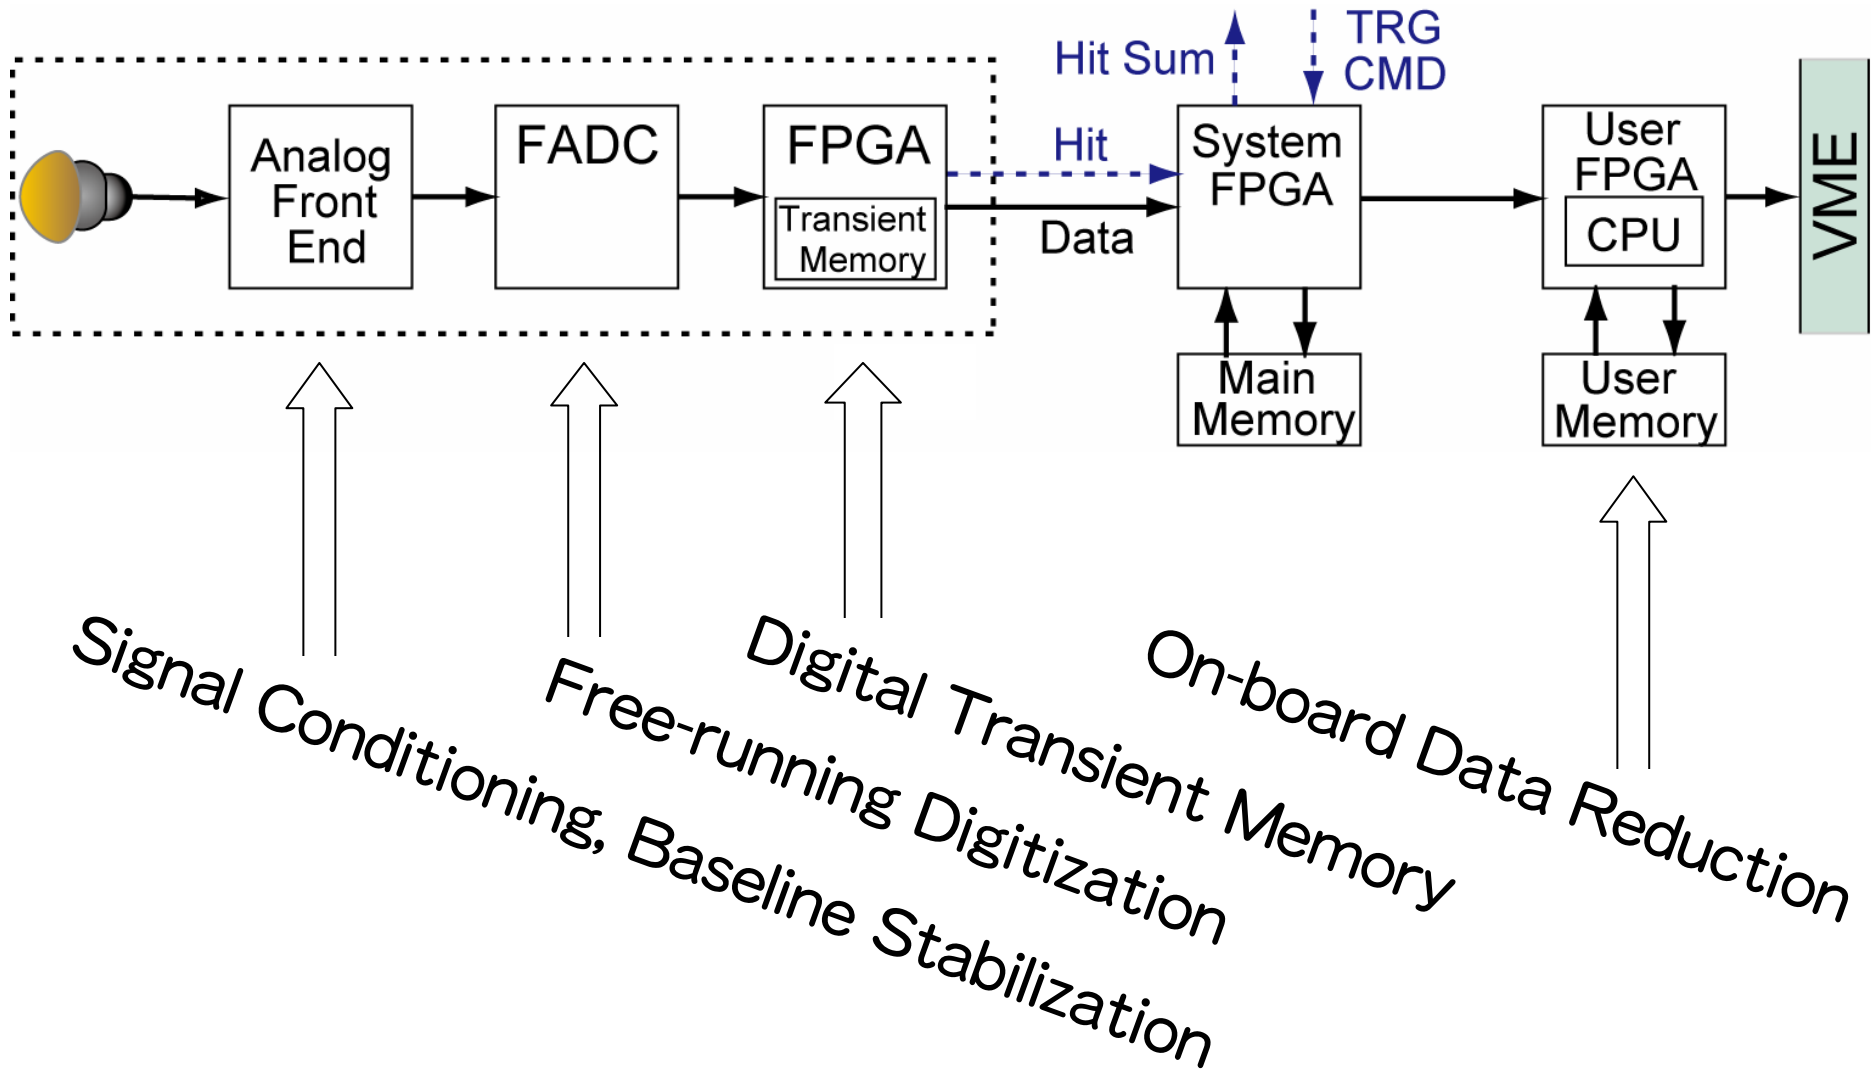 Hit Sum
TRG
CMD
Analog
Front
End
FADC
FPGA
Transient
Memory
Hit
Data
System
FPGA
Main
Memory
User
FPGA
CPU
User
Memory
VME
Signal Conditioning, Baseline Stabilization
Free-running Digitization
Digital Transient Memory
On-board Data Reduction